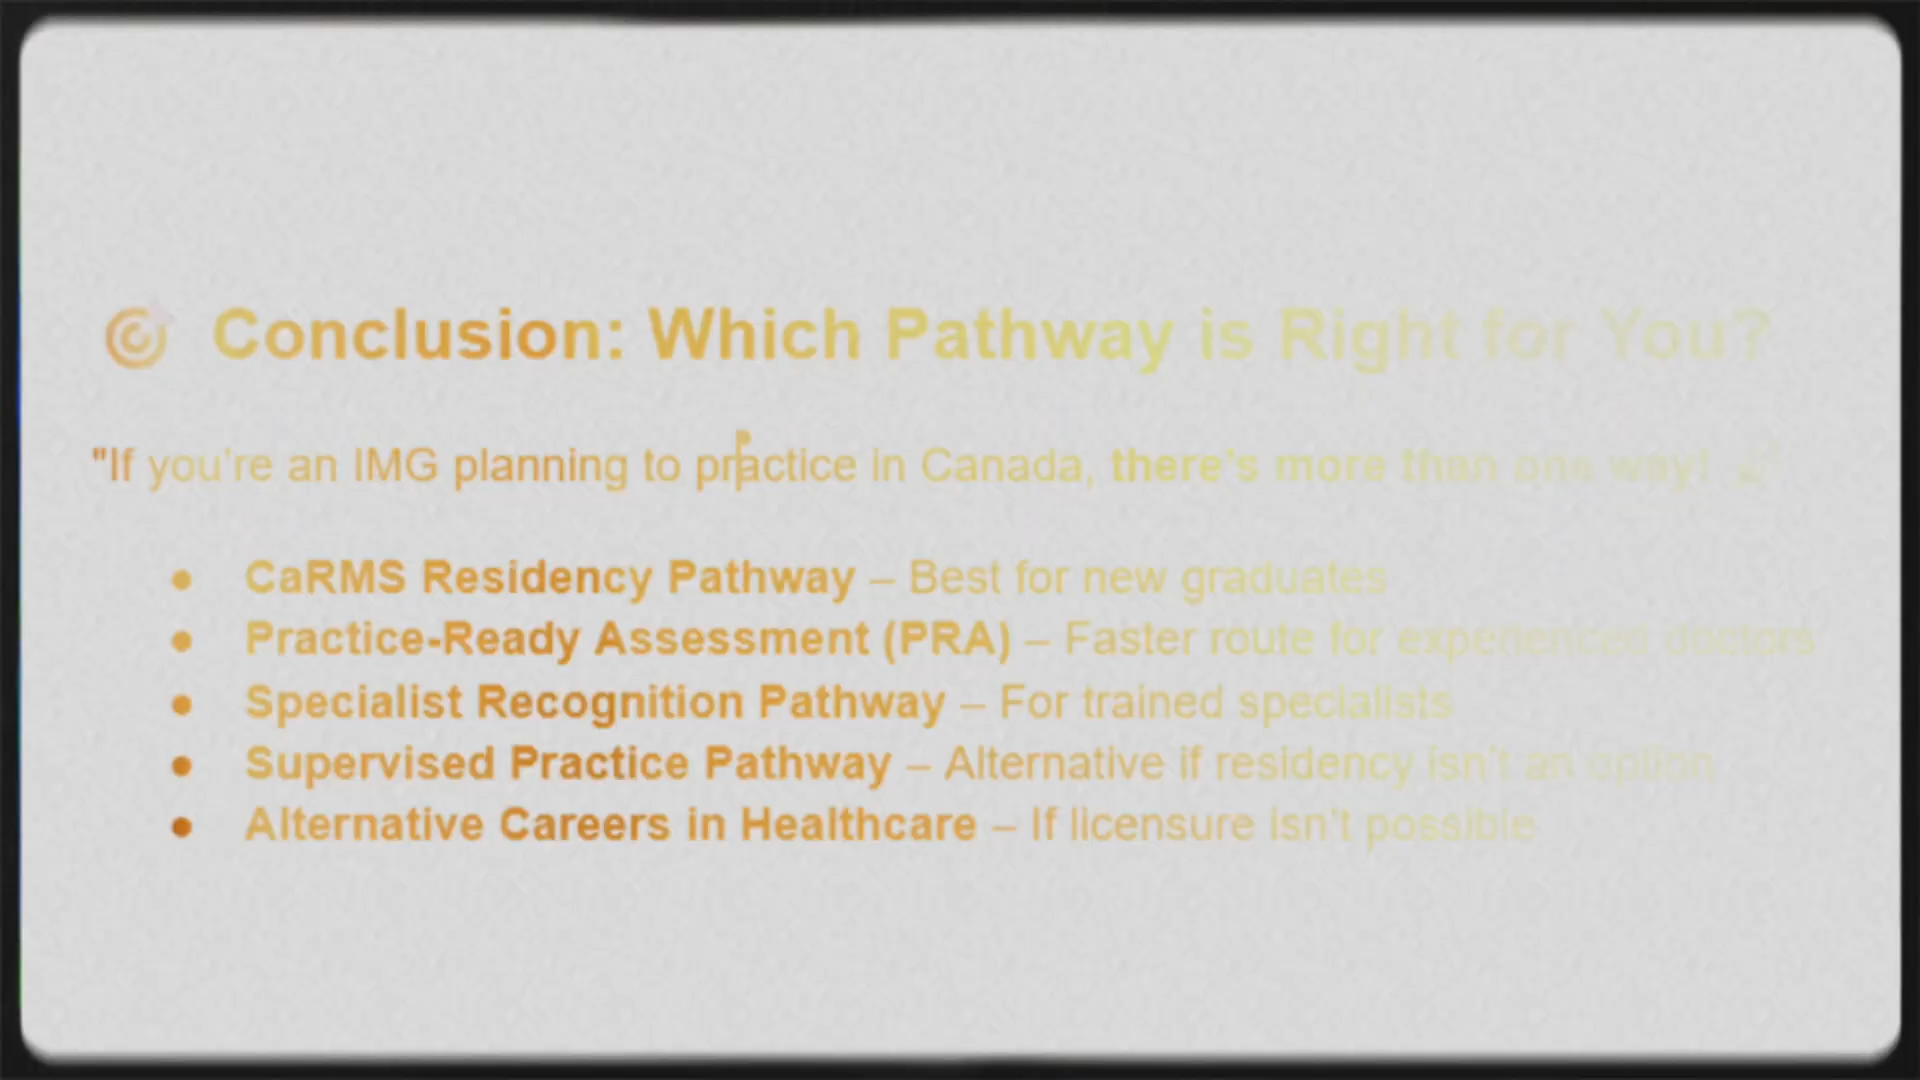 Conclusion: Which Pathway is Right for You?
"If you're an IMG planning to practice in Canada, there's more than one way!
● CaRMS Residency Pathway – Best for new graduates
● Practice-Ready Assessment (PRA) – Faster route for experienced doctors
● Specialist Recognition Pathway – For trained specialists
● Supervised Practice Pathway – Alternative if residency isn't an option
● Alternative Careers in Healthcare – If licensure isn't possible